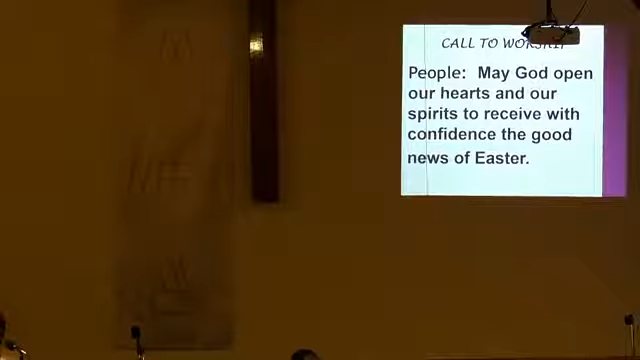 CALL TO WORSHIP
People: May God open
our hearts and our
spirits to receive with
confidence the good
news of Easter.